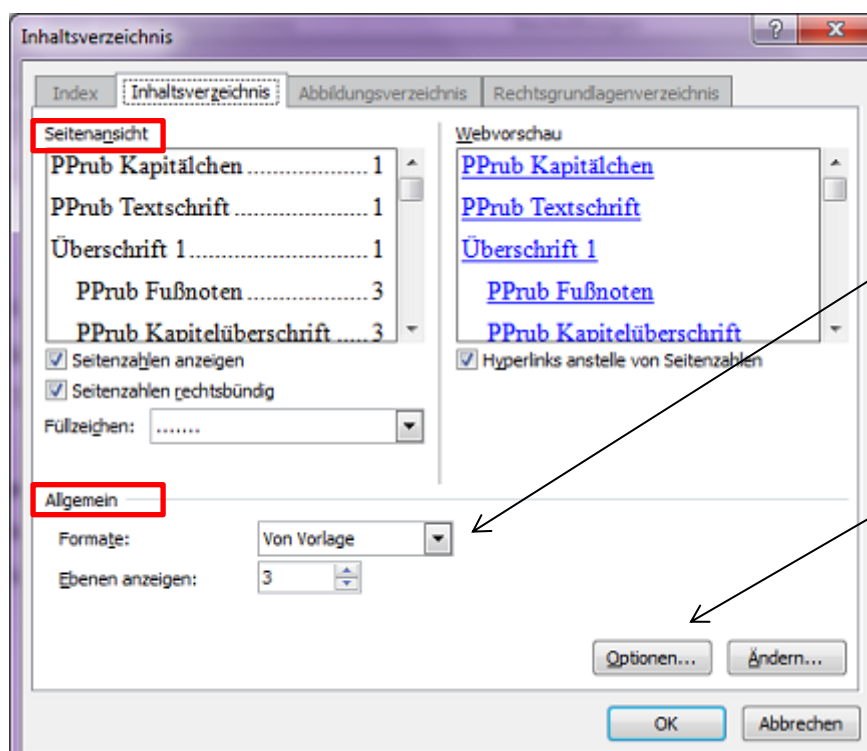 Inhaltsverzeichnis
?
Index
Inhaltsverzeichnis
Abbildungsverzeichnis
Rechtsgrundlagenverzeichnis
Seitenansicht
PPrub Kapitälchen.................... 1
PPrub Textschrift...................... 1
Überschrift 1............................. 1
PPrub Fußnoten.................... 3
PPrub Kapitelüberschrift..... 3
Seitenzahlen anzeigen
Seitenzahlen rechtsbündig
Füllzeichen: .......
Webvorschau
PPrub Kapitälchen
PPrub Textschrift
Überschrift 1
PPrub Fußnoten
PPrub Kapitelüberschrift
Hyperlinks anstelle von Seitenzahlen
Allgemein
Formate: Von Vorlage
Ebenen anzeigen: 3
Optionen...
Ändern...
OK
Abbrechen